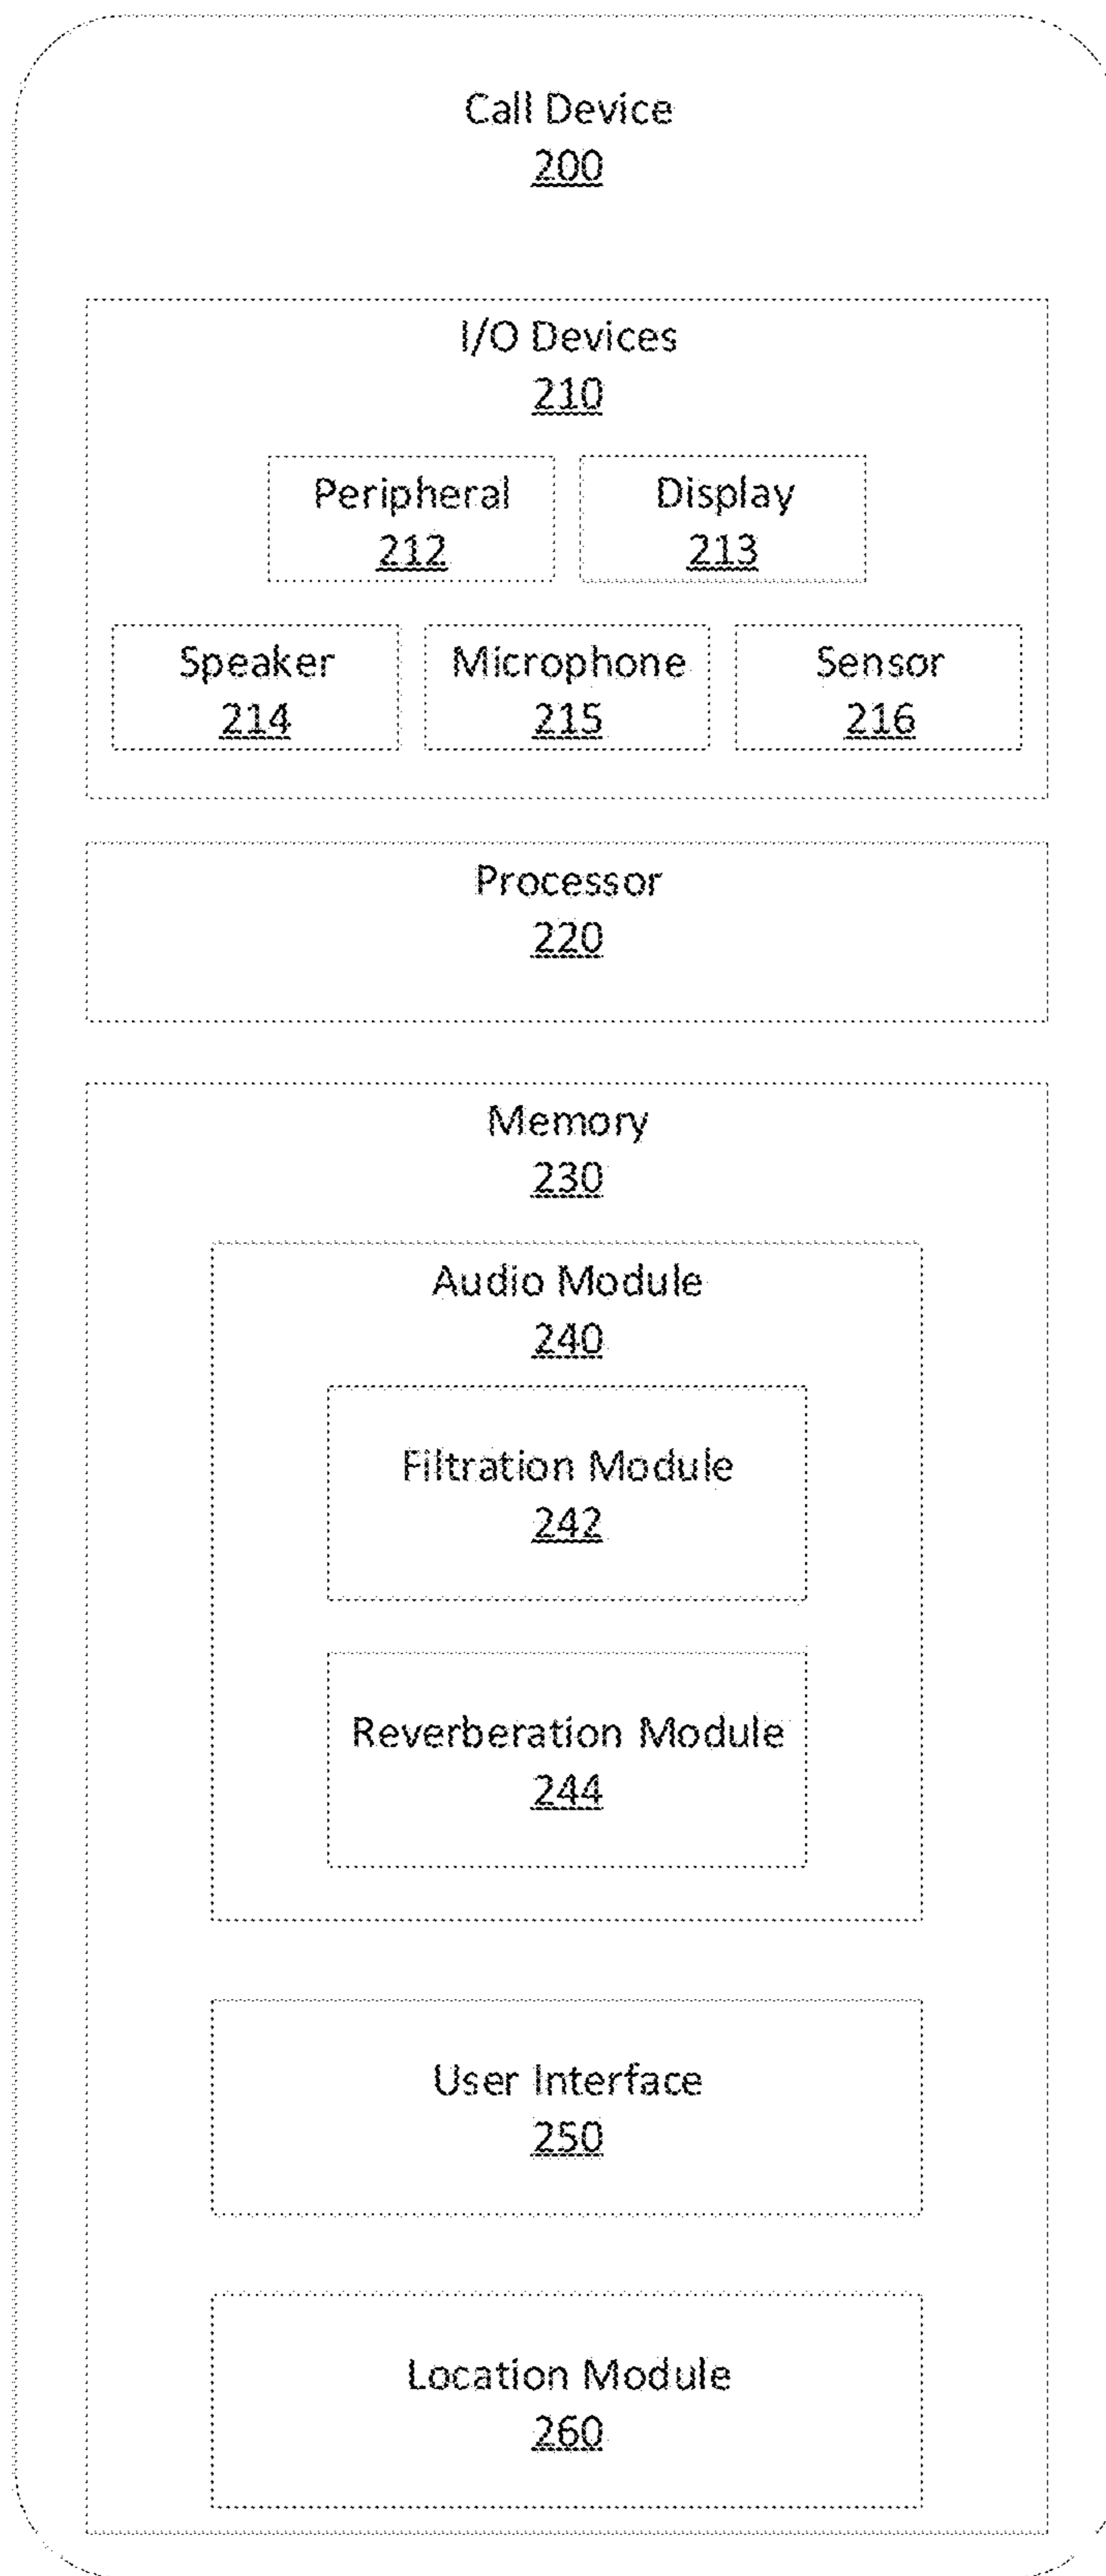 Call Device
200
I/O Devices
210
Peripheral
212
Display
213
Speaker
214
Microphone
215
Sensor
216
Processor
220
Memory
230
Audio Module
240
Filtration Module
242
Reverberation Module
244
User Interface
250
Location Module
260